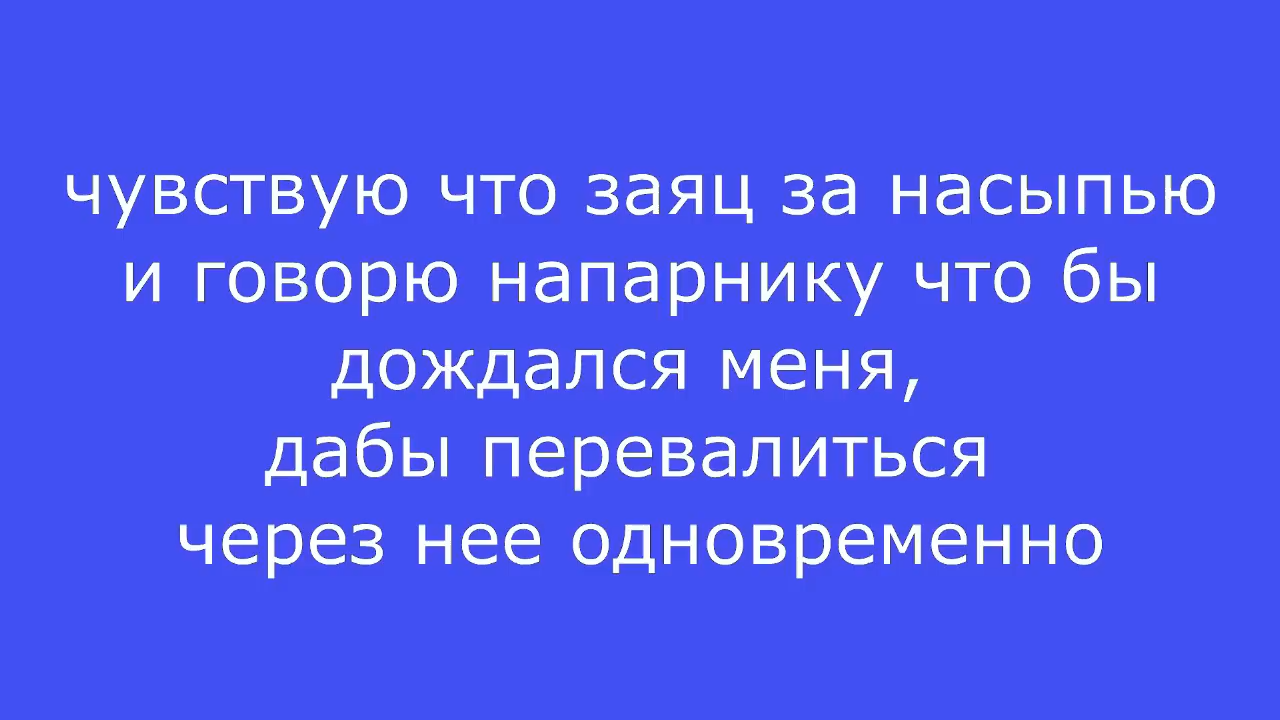 чувствую что заяц за насыпью
и говорю напарнику что бы
дождался меня,
дабы перевалиться
через нее одновременно